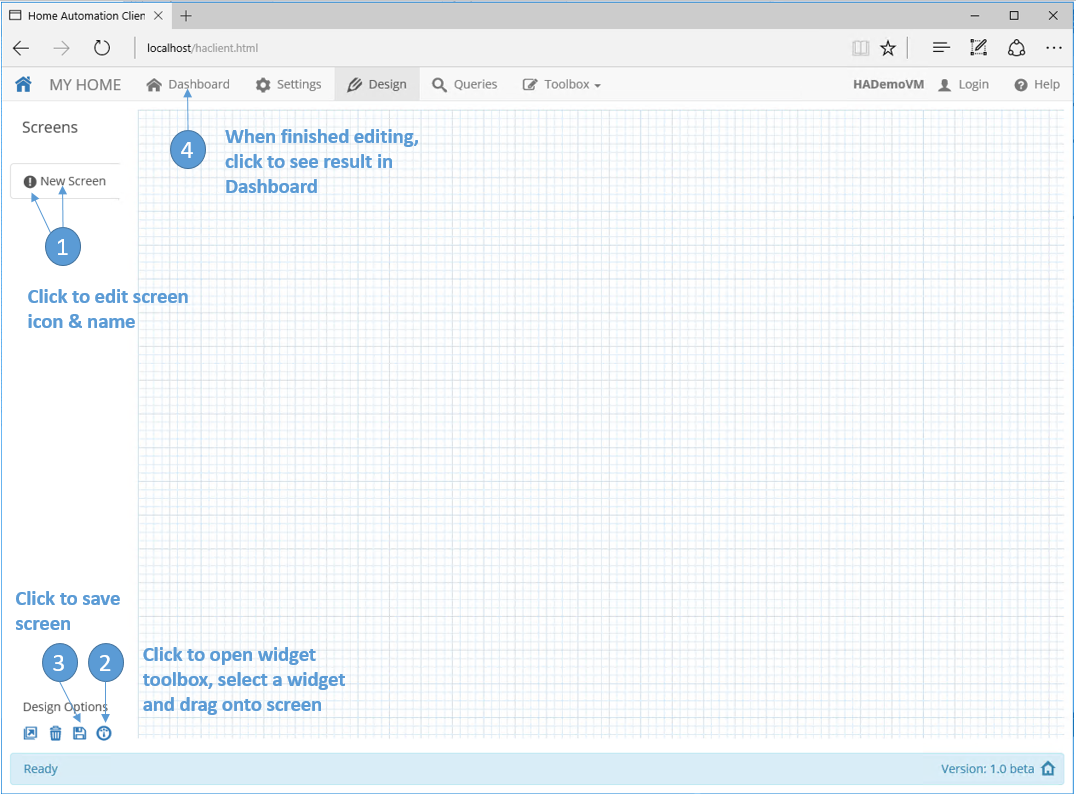 Home Automation Clien
localhost/haclient.html
MY HOME Dashboard Settings Design Queries Toolbox HADemoVM Login Help
Screens
4
When finished editing,
click to see result in
Dashboard
New Screen
1
Click to edit screen
icon & name
Click to save
screen
3
2
Click to open widget
toolbox, select a widget
and drag onto screen
Design Options
Ready
Version: 1.0 beta